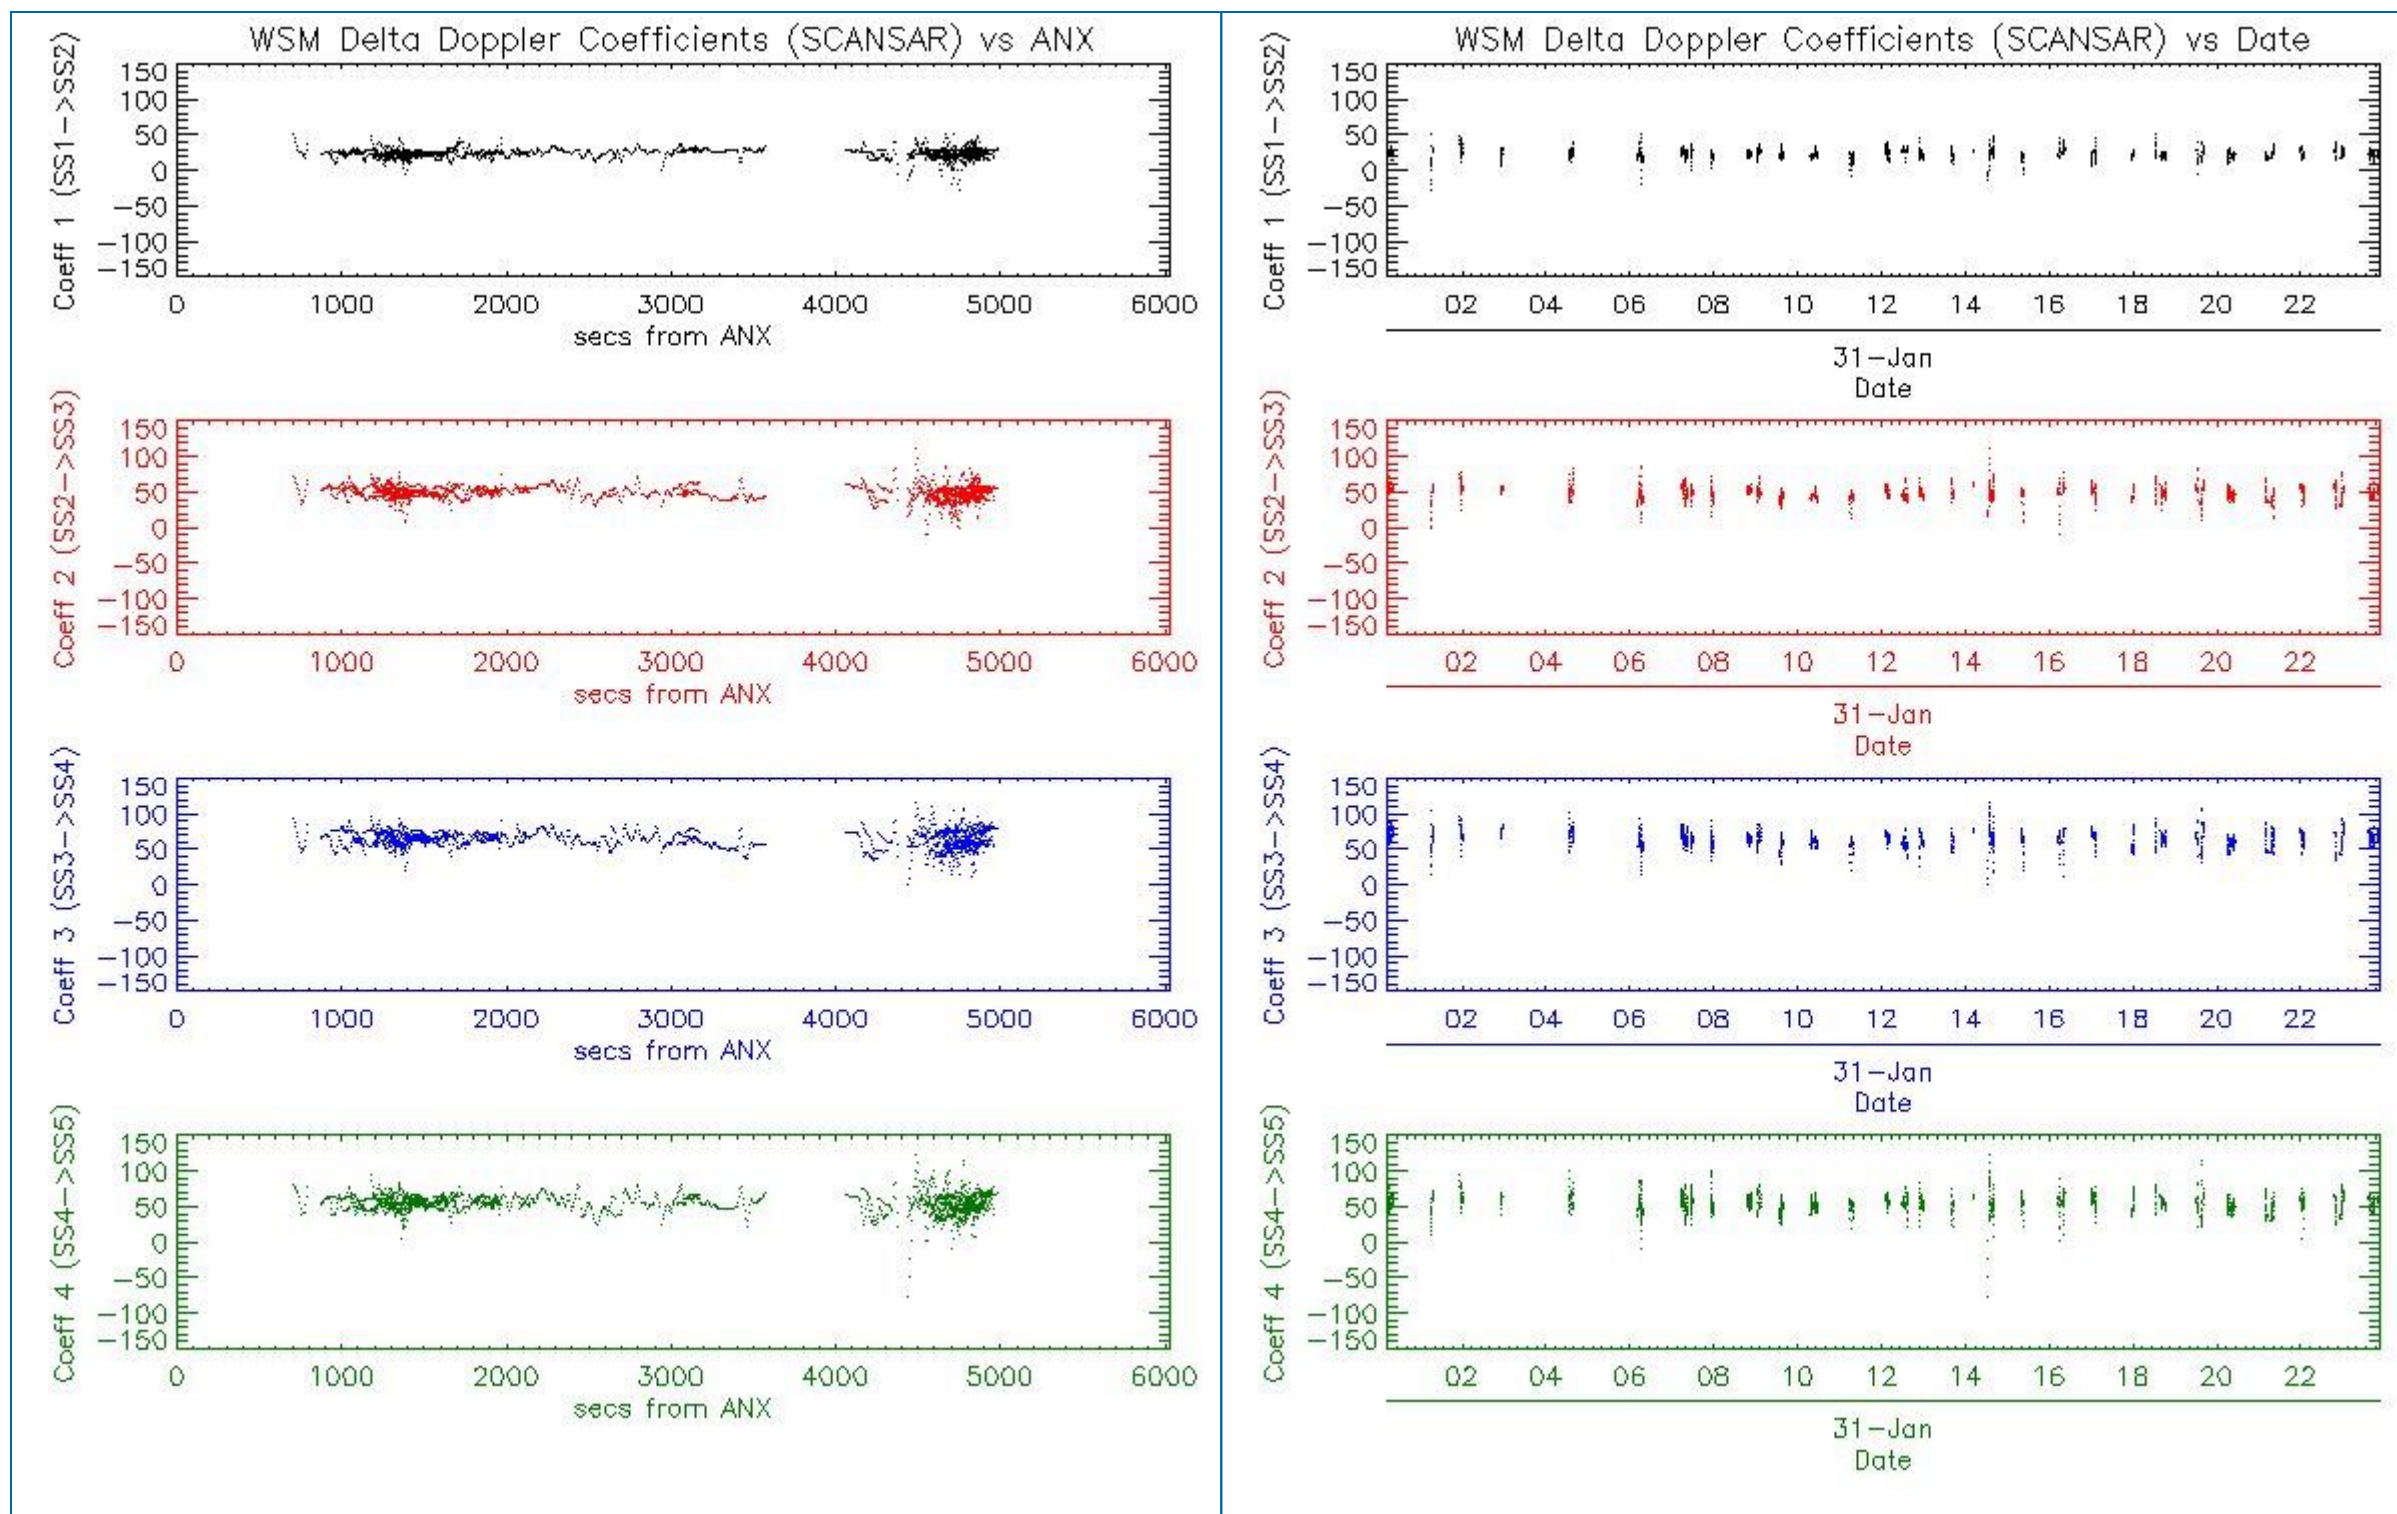 WSM Delta Doppler Coefficients (SCANSAR) vs ANX
Coeff 1 (SS1->SS2)
150
100
50
0
-50
-100
-150
0 1000 2000 3000 4000 5000 6000
secs from ANX
Coeff 2 (SS2->SS3)
150
100
50
0
-50
-100
-150
0 1000 2000 3000 4000 5000 6000
secs from ANX
Coeff 3 (SS3->SS4)
150
100
50
0
-50
-100
-150
0 1000 2000 3000 4000 5000 6000
secs from ANX
Coeff 4 (SS4->SS5)
150
100
50
0
-50
-100
-150
0 1000 2000 3000 4000 5000 6000
secs from ANX
WSM Delta Doppler Coefficients (SCANSAR) vs Date
Coeff 1 (SS1->SS2)
150
100
50
0
-50
-100
-150
02 04 06 08 10 12 14 16 18 20 22
31-Jan
Date
Coeff 2 (SS2->SS3)
150
100
50
0
-50
-100
-150
02 04 06 08 10 12 14 16 18 20 22
31-Jan
Date
Coeff 3 (SS3->SS4)
150
100
50
0
-50
-100
-150
02 04 06 08 10 12 14 16 18 20 22
31-Jan
Date
Coeff 4 (SS4->SS5)
150
100
50
0
-50
-100
-150
02 04 06 08 10 12 14 16 18 20 22
31-Jan
Date